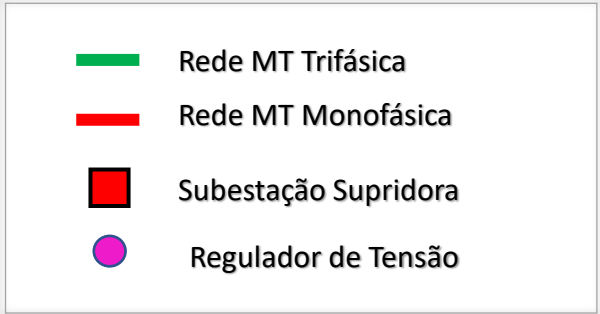 Rede MT Trifásica
Rede MT Monofásica
Subestação Supridora
Regulador de Tensão